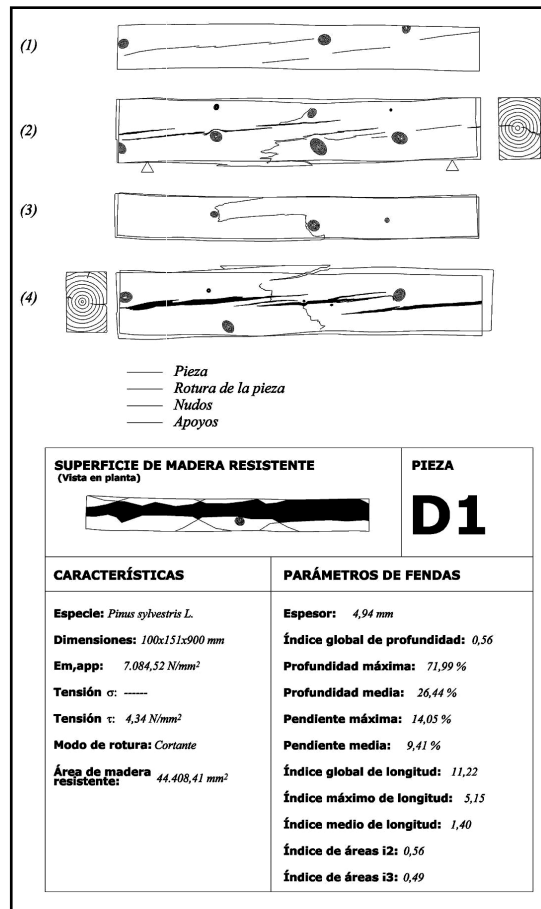 (1)
(2)
(3)
(4)
Pieza
Rotura de la pieza
Nudos
Apoyos
SUPERFICIE DE MADERA RESISTENTE
(Vista en planta)
PIEZA
D1
CARACTERÍSTICAS
Especie: Pinus sylvestris L.
Dimensiones: 100x151x900 mm
Em,app: 7.084,52 N/mm²
Tensión σ: ------
Tensión τ: 4,34 N/mm²
Modo de rotura: Cortante
Área de madera
resistente: 44.408,41 mm²
PARÁMETROS DE FENDAS
Espesor: 4,94 mm
Índice global de profundidad: 0,56
Profundidad máxima: 71,99 %
Profundidad media: 26,44 %
Pendiente máxima: 14,05 %
Pendiente media: 9,41 %
Índice global de longitud: 11,22
Índice máximo de longitud: 5,15
Índice medio de longitud: 1,40
Índice de áreas i2: 0,56
Índice de áreas i3: 0,49